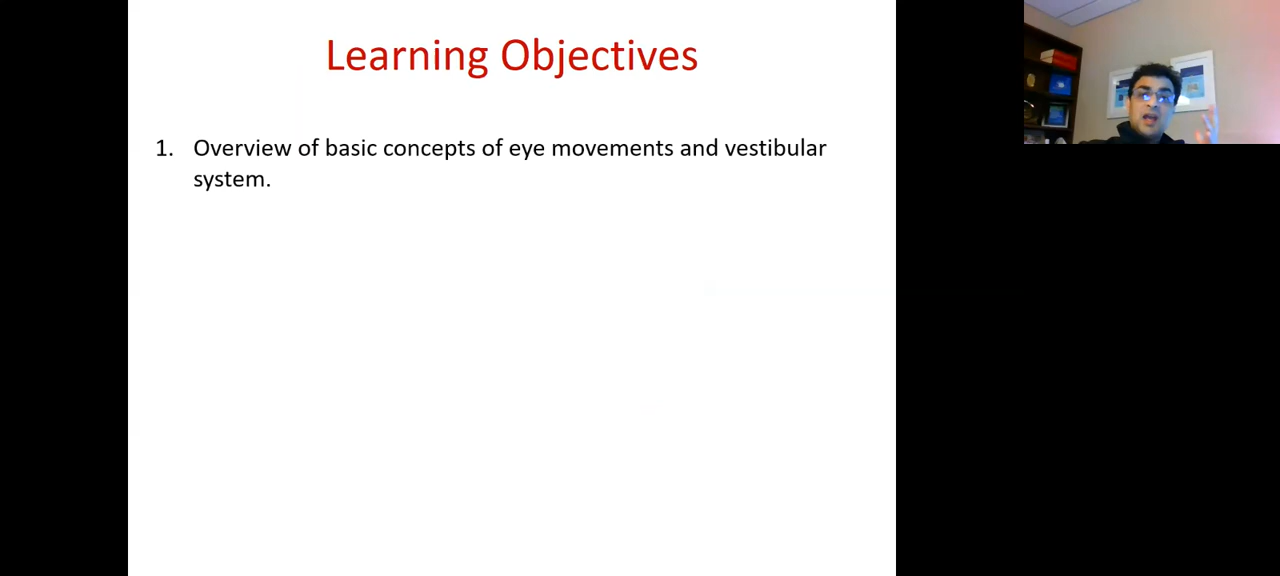 Learning Objectives
1. Overview of basic concepts of eye movements and vestibular
system.